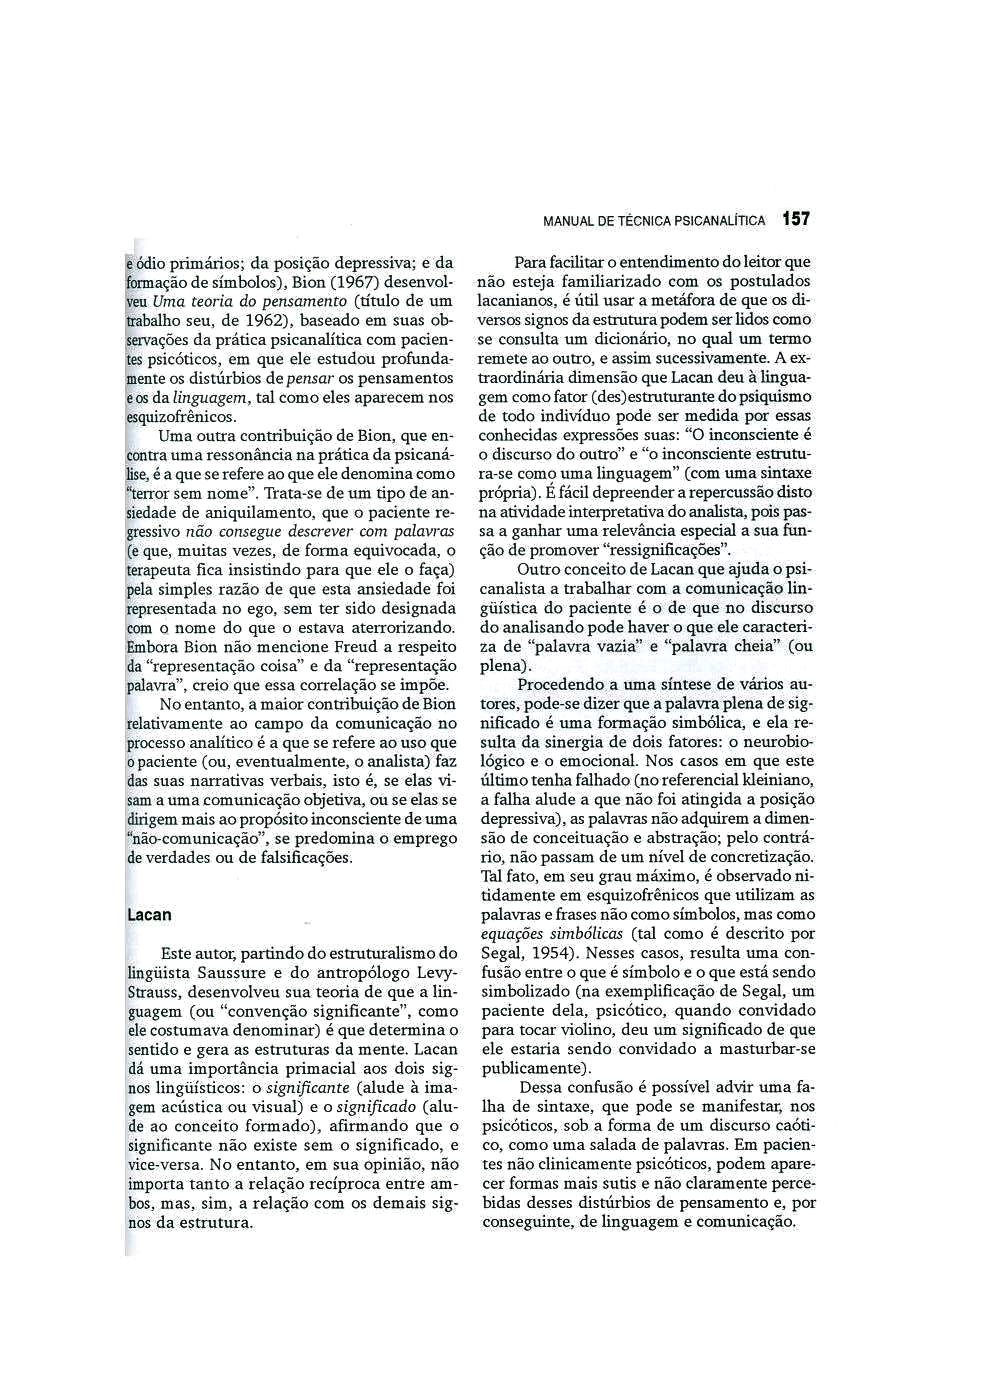 MANUAL DE TÉCNICA PSICANALÍTICA 157
e ódio primários; da posição depressiva; e da
formação de símbolos), Bion (1967) desenvol-
veu Uma teoria do pensamento (título de um
trabalho seu, de 1962), baseado em suas ob-
servações da prática psicanalítica com pacien-
tes psicóticos, em que ele estudou profunda-
mente os distúrbios de pensar os pensamentos
e os da linguagem, tal como eles aparecem nos
esquizofrênicos.
Uma outra contribuição de Bion, que en-
contra uma ressonância na prática da psicaná-
lise, é a que se refere ao que ele denomina como
“terror sem nome”. Trata-se de um tipo de an-
siedade de aniquilamento, que o paciente re-
gressivo não consegue descrever com palavras
(e que, muitas vezes, de forma equivocada, o
terapeuta fica insistindo para que ele o faça)
pela simples razão de que esta ansiedade foi
representada no ego, sem ter sido designada
com o nome do que o estava aterrorizando.
Embora Bion não mencione Freud a respeito
da “representação coisa” e da “representação
palavra”, creio que essa correlação se impõe.
No entanto, a maior contribuição de Bion
relativamente ao campo da comunicação no
processo analítico é a que se refere ao uso que
o paciente (ou, eventualmente, o analista) faz
das suas narrativas verbais, isto é, se elas vi-
sam a uma comunicação objetiva, ou se elas se
dirigem mais ao propósito inconsciente de uma
“não-comunicação”, se predomina o emprego
de verdades ou de falsificações.
Lacan
Este autor, partindo do estruturalismo do
lingüista Saussure e do antropólogo Levy-
Strauss, desenvolveu sua teoria de que a lin-
guagem (ou “convenção significante”, como
ele costumava denominar) é que determina o
sentido e gera as estruturas da mente. Lacan
dá uma importância primacial aos dois sig-
nos lingüísticos: o significante (alude à ima-
gem acústica ou visual) e o significado (alu-
de ao conceito formado), afirmando que o
significante não existe sem o significado, e
vice-versa. No entanto, em sua opinião, não
importa tanto a relação recíproca entre am-
bos, mas, sim, a relação com os demais sig-
nos da estrutura.
Para facilitar o entendimento do leitor que
não esteja familiarizado com os postulados
lacanianos, é útil usar a metáfora de que os di-
versos signos da estrutura podem ser lidos como
se consulta um dicionário, no qual um termo
remete ao outro, e assim sucessivamente. A ex-
traordinária dimensão que Lacan deu à lingua-
gem como fator (des)estruturante do psiquismo
de todo indivíduo pode ser medida por essas
conhecidas expressões suas: “O inconsciente é
o discurso do outro” e “o inconsciente estrutu-
ra-se como uma linguagem” (com uma sintaxe
própria). É fácil depreender a repercussão disto
na atividade interpretativa do analista, pois pas-
sa a ganhar uma relevância especial a sua fun-
ção de promover “ressignificações”.
Outro conceito de Lacan que ajuda o psi-
canalista a trabalhar com a comunicação lin-
güística do paciente é o de que no discurso
do analisando pode haver o que ele caracteri-
za de “palavra vazia” e “palavra cheia” (ou
plena).
Procedendo a uma síntese de vários au-
tores, pode-se dizer que a palavra plena de sig-
nificado é uma formação simbólica, e ela re-
sulta da sinergia de dois fatores: o neurobio-
lógico e o emocional. Nos casos em que este
último tenha falhado (no referencial kleiniano,
a falha alude a que não foi atingida a posição
depressiva), as palavras não adquirem a dimen-
são de conceituação e abstração; pelo contrá-
rio, não passam de um nível de concretização.
Tal fato, em seu grau máximo, é observado ni-
tidamente em esquizofrênicos que utilizam as
palavras e frases não como símbolos, mas como
equações simbólicas (tal como é descrito por
Segal, 1954). Nesses casos, resulta uma con-
fusão entre o que é símbolo e o que está sendo
simbolizado (na exemplificação de Segal, um
paciente dela, psicótico, quando convidado
para tocar violino, deu um significado de que
ele estaria sendo convidado a masturbar-se
publicamente).
Dessa confusão é possível advir uma fa-
lha de sintaxe, que pode se manifestar, nos
psicóticos, sob a forma de um discurso caóti-
co, como uma salada de palavras. Em pacien-
tes não clinicamente psicóticos, podem apare-
cer formas mais sutis e não claramente perce-
bidas desses distúrbios de pensamento e, por
conseguinte, de linguagem e comunicação.